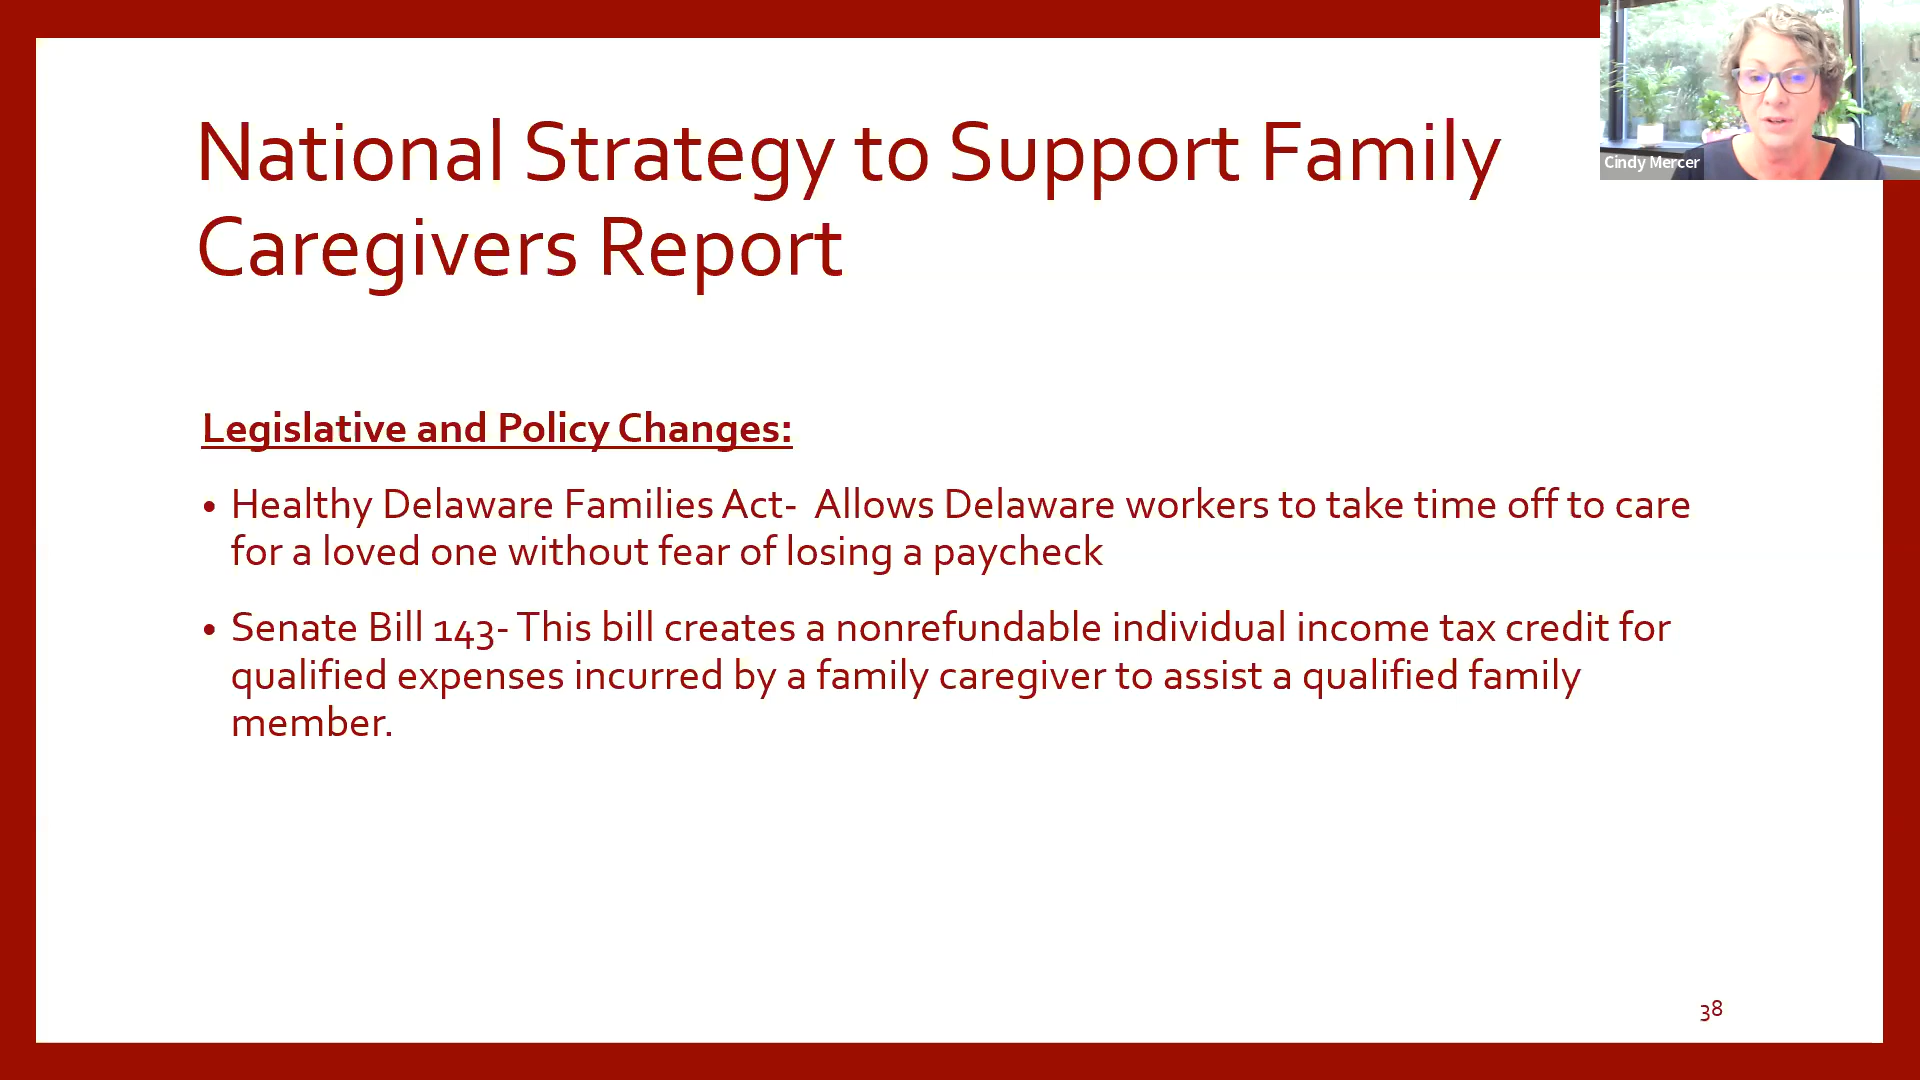 National Strategy to Support Family
Caregivers Report
Cindy Mercer
Legislative and Policy Changes:
• Healthy Delaware Families Act-  Allows Delaware workers to take time off to care
for a loved one without fear of losing a paycheck
• Senate Bill 143- This bill creates a nonrefundable individual income tax credit for
qualified expenses incurred by a family caregiver to assist a qualified family
member.
38